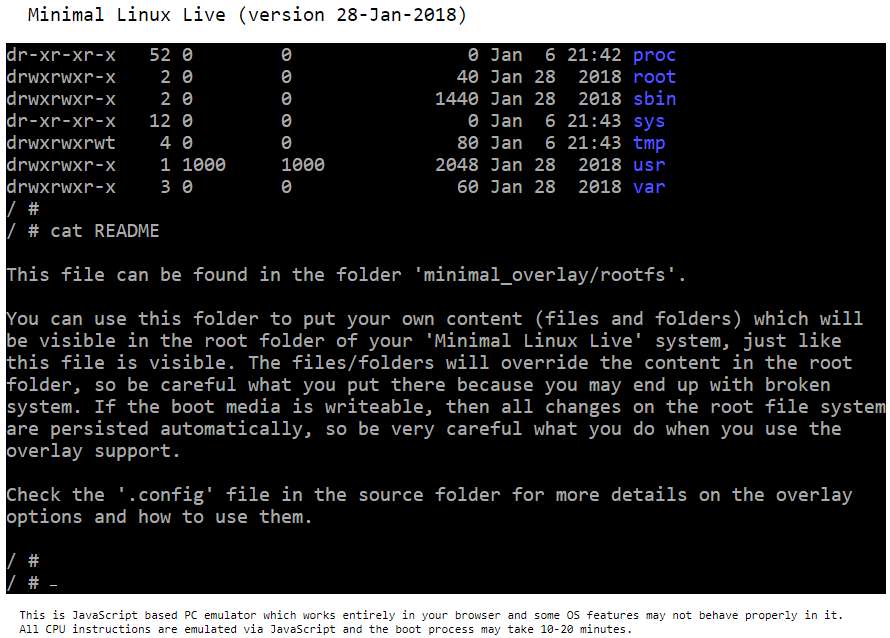 Minimal Linux Live (version 28-Jan-2018)
dr-xr-xr-x   52 0        0                0 Jan  6 21:42 proc
drwxrwxr-x    2 0        0               40 Jan 28  2018 root
drwxrwxr-x    2 0        0             1440 Jan 28  2018 sbin
dr-xr-xr-x   12 0        0                0 Jan  6 21:43 sys
drwxrwxrwt    4 0        0               80 Jan  6 21:43 tmp
drwxrwxr-x    1 1000     1000          2048 Jan 28  2018 usr
drwxrwxr-x    3 0        0               60 Jan 28  2018 var
/ #
/ # cat README
This file can be found in the folder 'minimal_overlay/rootfs'.
You can use this folder to put your own content (files and folders) which will
be visible in the root folder of your 'Minimal Linux Live' system, just like
this file is visible. The files/folders will override the content in the root
folder, so be careful what you put there because you may end up with broken
system. If the boot media is writeable, then all changes on the root file system
are persisted automatically, so be very careful what you do when you use the
overlay support.
Check the '.config' file in the source folder for more details on the overlay
options and how to use them.
/ #
/ # _
This is JavaScript based PC emulator which works entirely in your browser and some OS features may not behave properly in it.
All CPU instructions are emulated via JavaScript and the boot process may take 10-20 minutes.